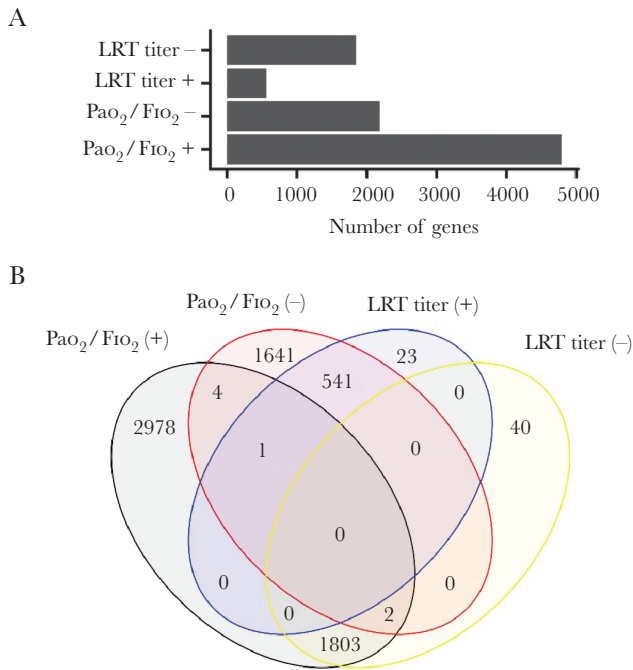 A
LRT titer –
LRT titer +
Pao2/Fio2 –
Pao2/Fio2 +
0 1000 2000 3000 4000 5000
Number of genes
B
Pao2/Fio2 (–) LRT titer (+)
Pao2/Fio2 (+) LRT titer (–)
1641 23
4 541 0
2978 40
1 0
0
0 0
0 2
1803